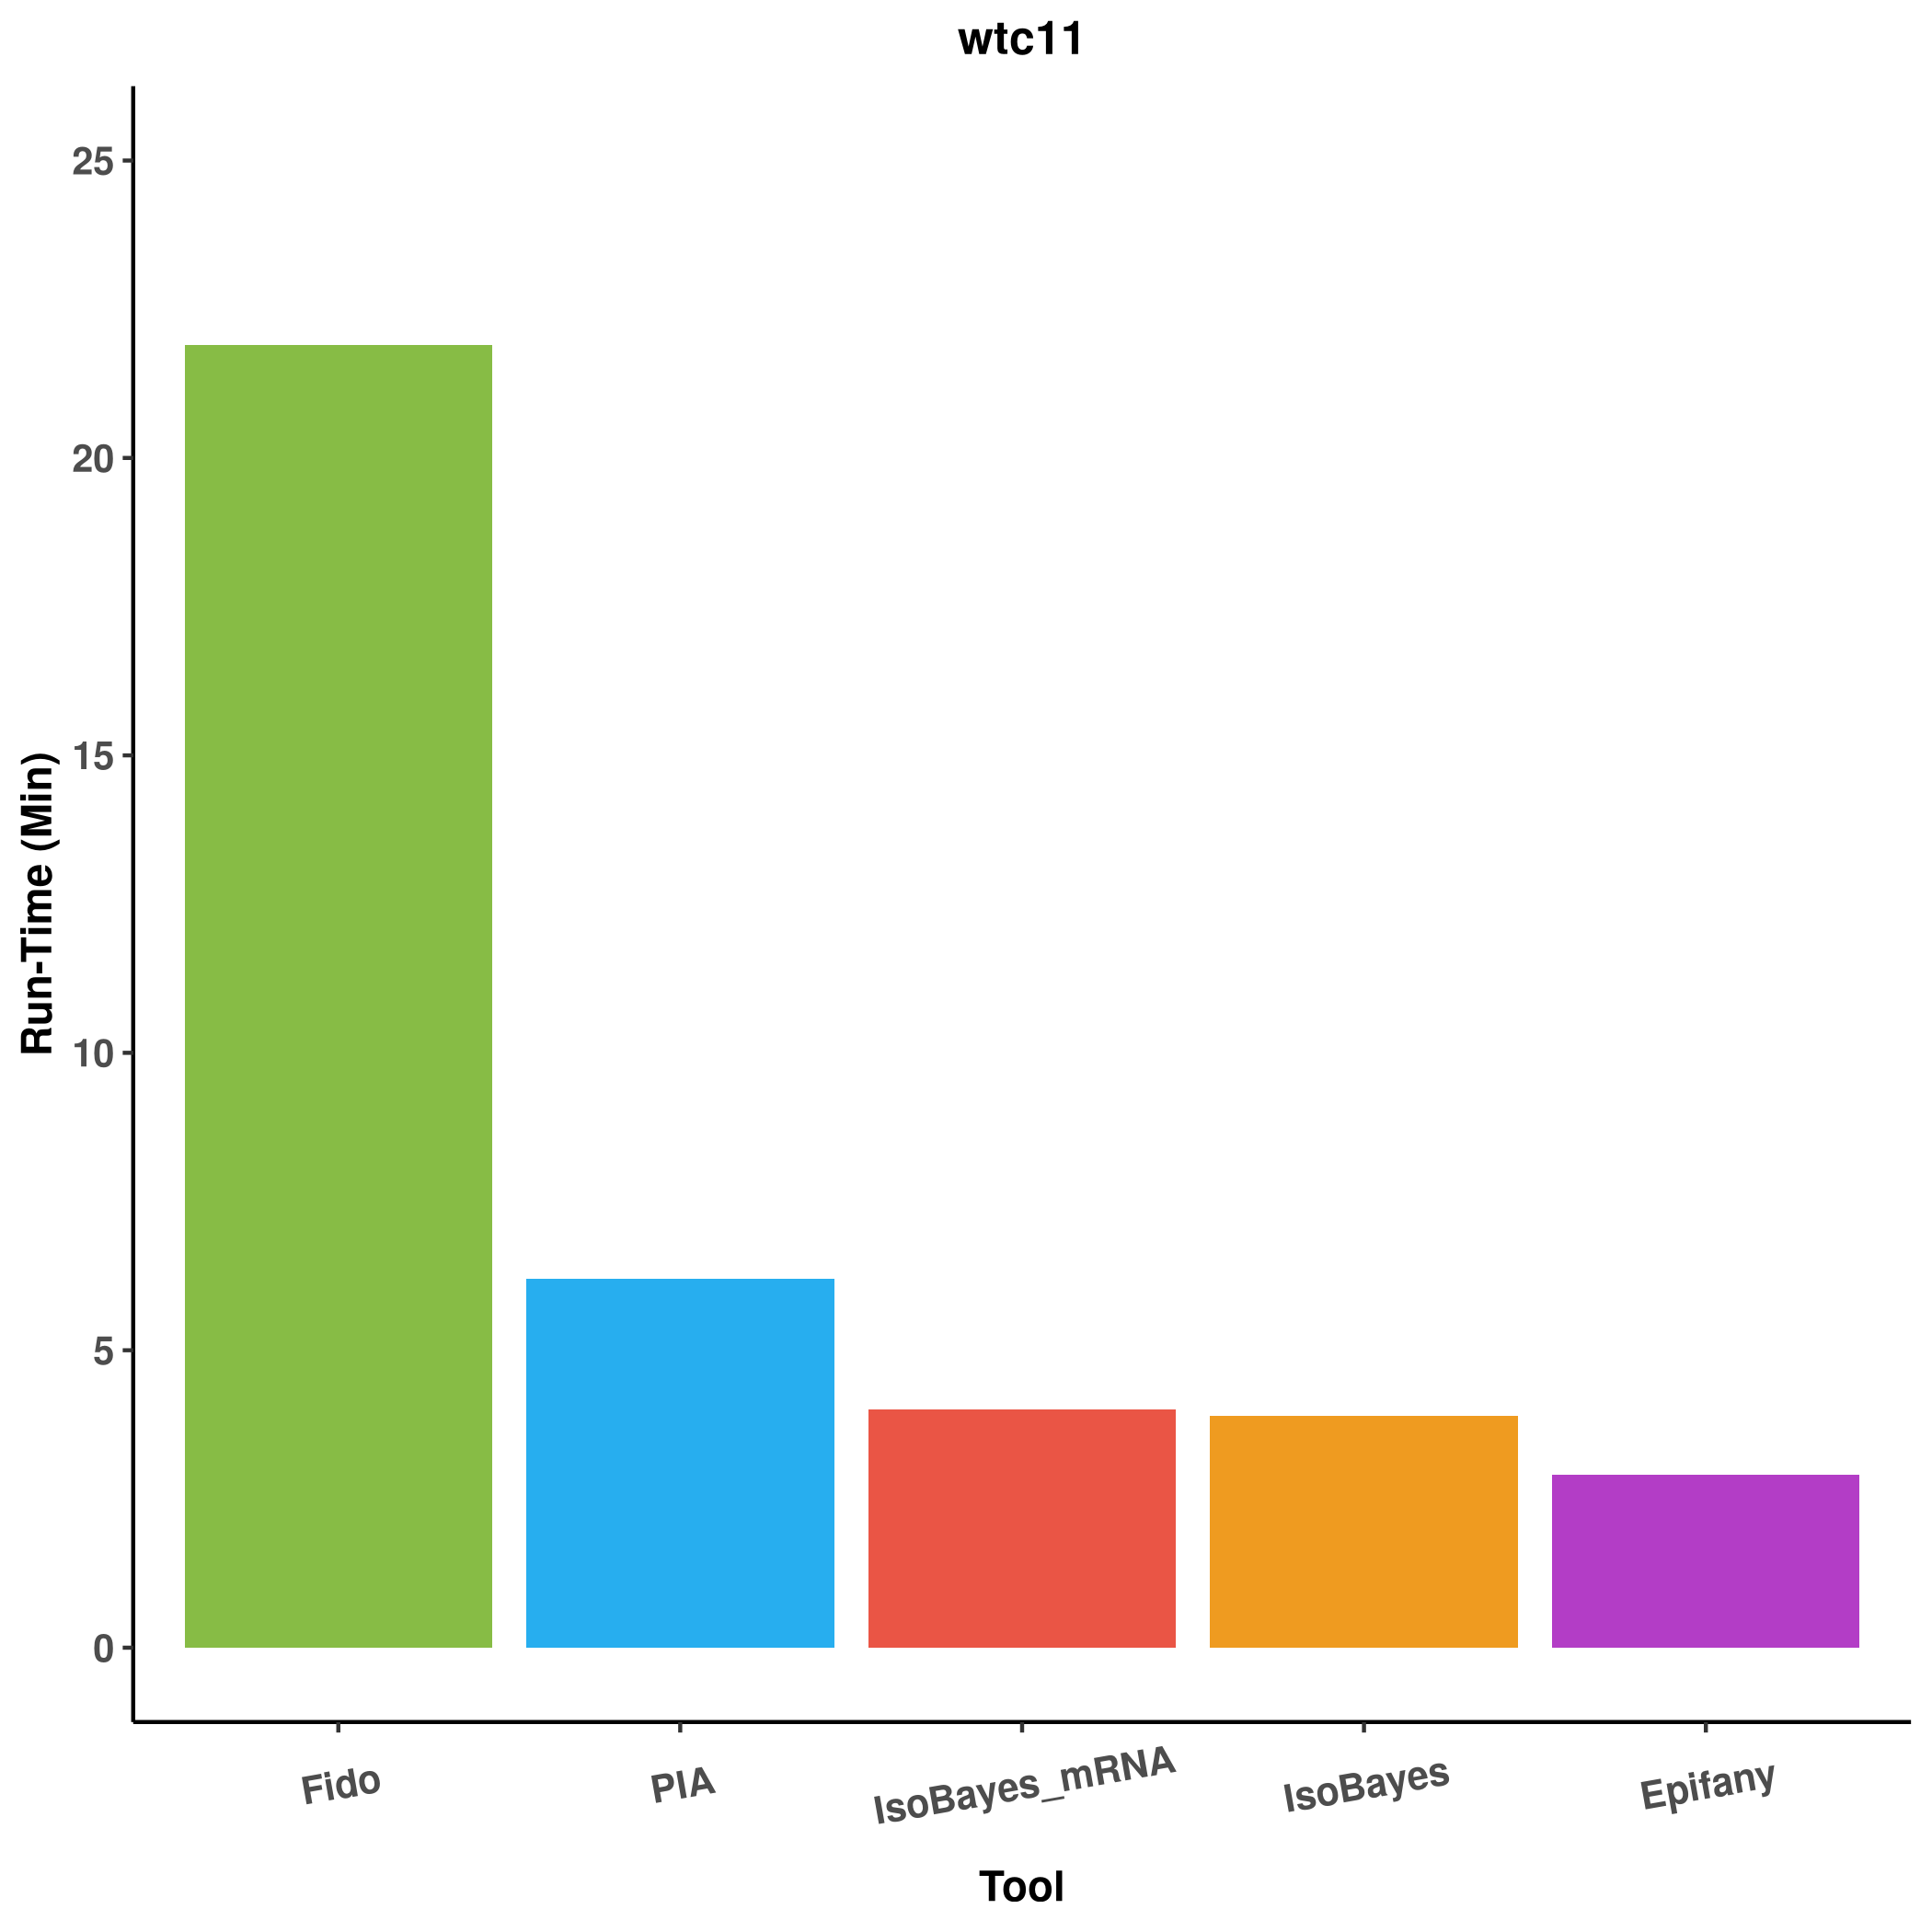 wtc11
Run-Time (Min)
25
20
15
10
5
0
Fido
PIA
IsoBayes_mRNA
IsoBayes
Epifany
Tool